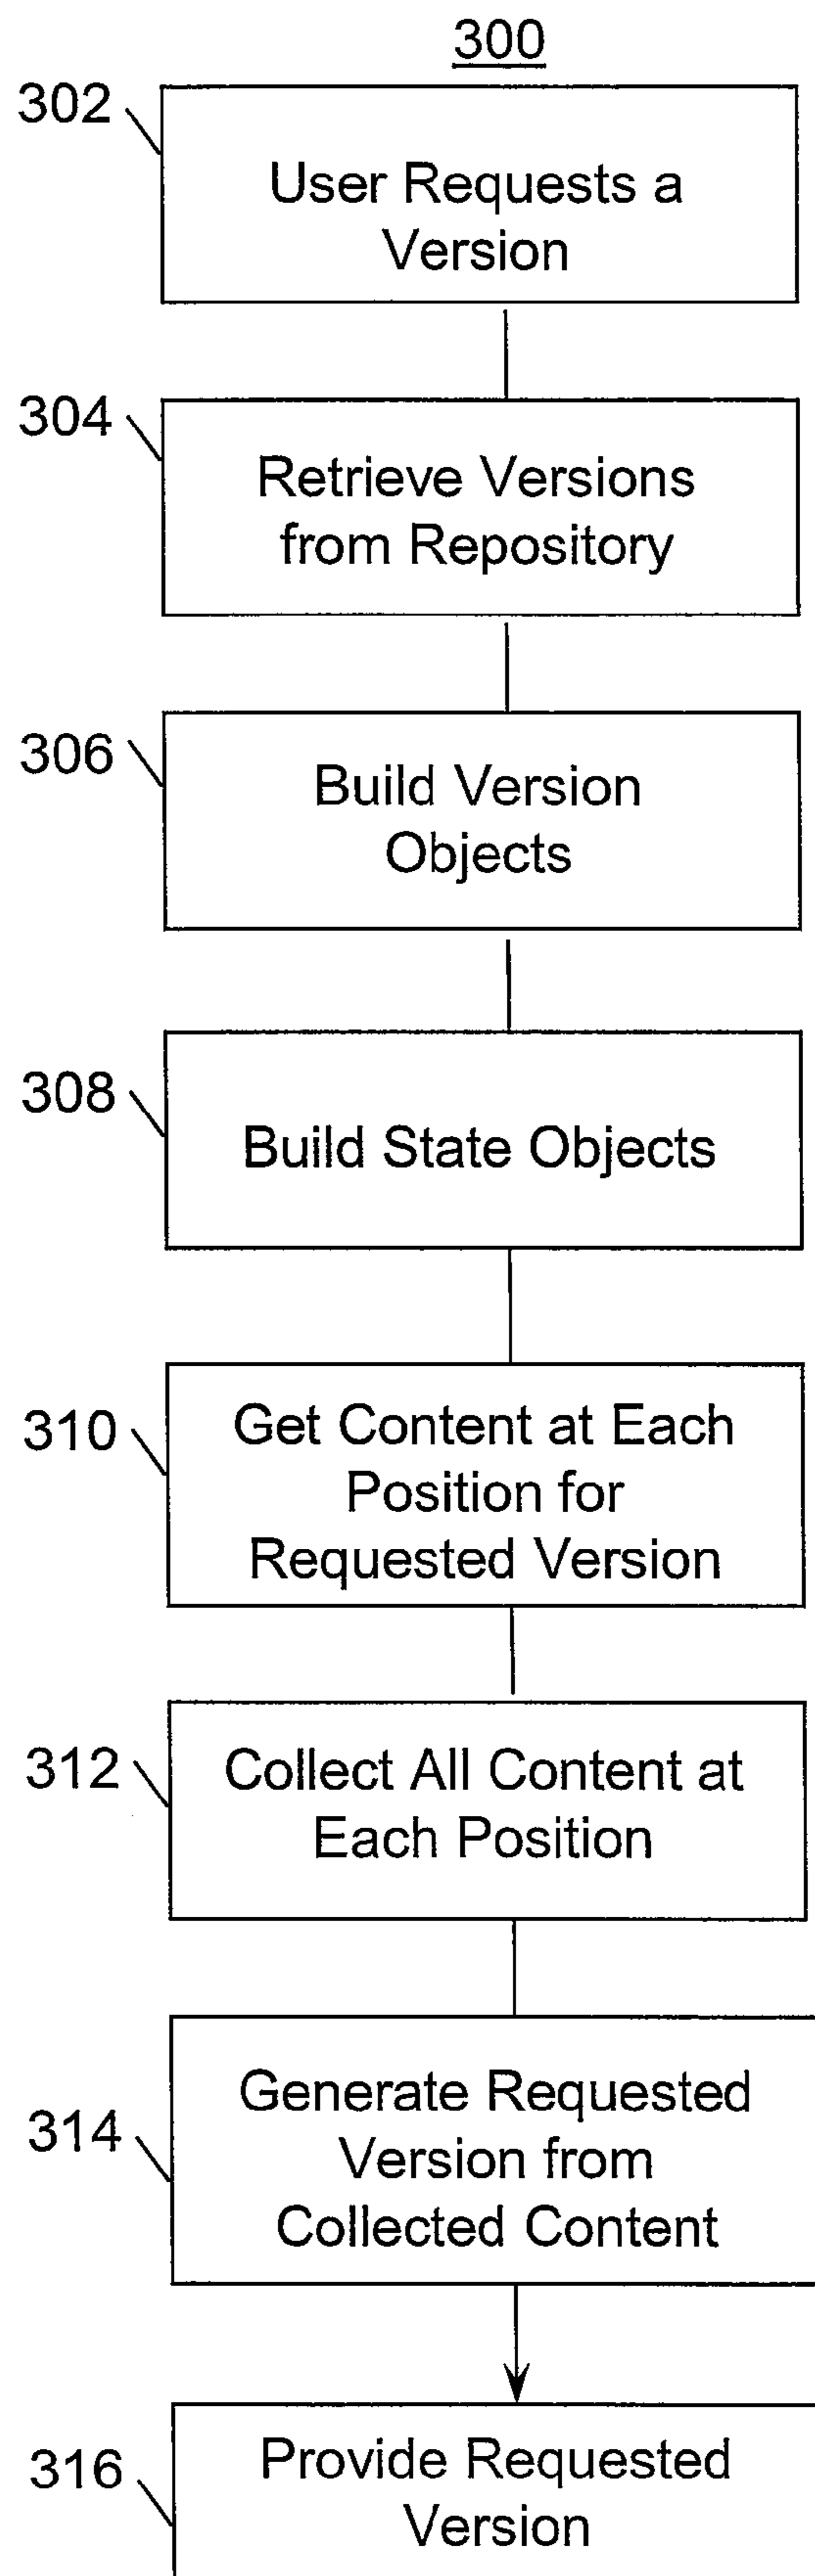 300
302
User Requests a
Version
304
Retrieve Versions
from Repository
306
Build Version
Objects
308
Build State Objects
310
Get Content at Each
Position for
Requested Version
312
Collect All Content at
Each Position
314
Generate Requested
Version from
Collected Content
316
Provide Requested
Version